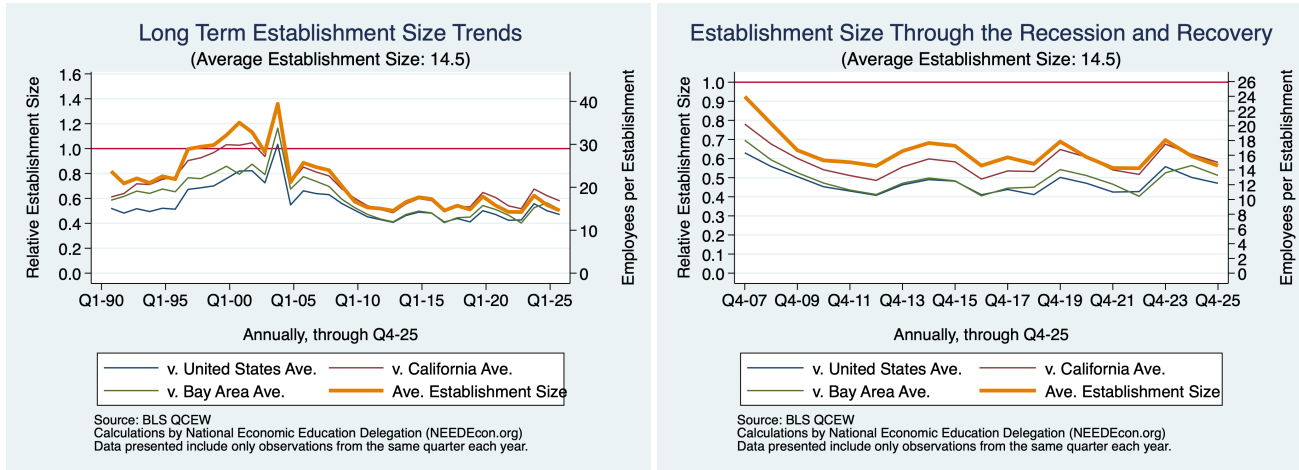 Long Term Establishment Size Trends
(Average Establishment Size: 14.5)
Relative Establishment Size
1.6
1.4
1.2
1.0
0.8
0.6
0.4
0.2
0.0
Employees per Establishment
40
30
20
10
0
Q1-90 Q1-95 Q1-00 Q1-05 Q1-10 Q1-15 Q1-20 Q1-25
Annually, through Q4-25
v. United States Ave. v. California Ave.
v. Bay Area Ave. Ave. Establishment Size
Source: BLS QCEW
Calculations by National Economic Education Delegation (NEEDEcon.org)
Data presented include only observations from the same quarter each year.
Establishment Size Through the Recession and Recovery
(Average Establishment Size: 14.5)
Relative Establishment Size
1.0
0.9
0.8
0.7
0.6
0.5
0.4
0.3
0.2
0.1
0.0
Employees per Establishment
26
24
22
20
18
16
14
12
10
8
6
4
2
0
Q4-07 Q4-09 Q4-11 Q4-13 Q4-15 Q4-17 Q4-19 Q4-21 Q4-23 Q4-25
Annually, through Q4-25
v. United States Ave. v. California Ave.
v. Bay Area Ave. Ave. Establishment Size
Source: BLS QCEW
Calculations by National Economic Education Delegation (NEEDEcon.org)
Data presented include only observations from the same quarter each year.